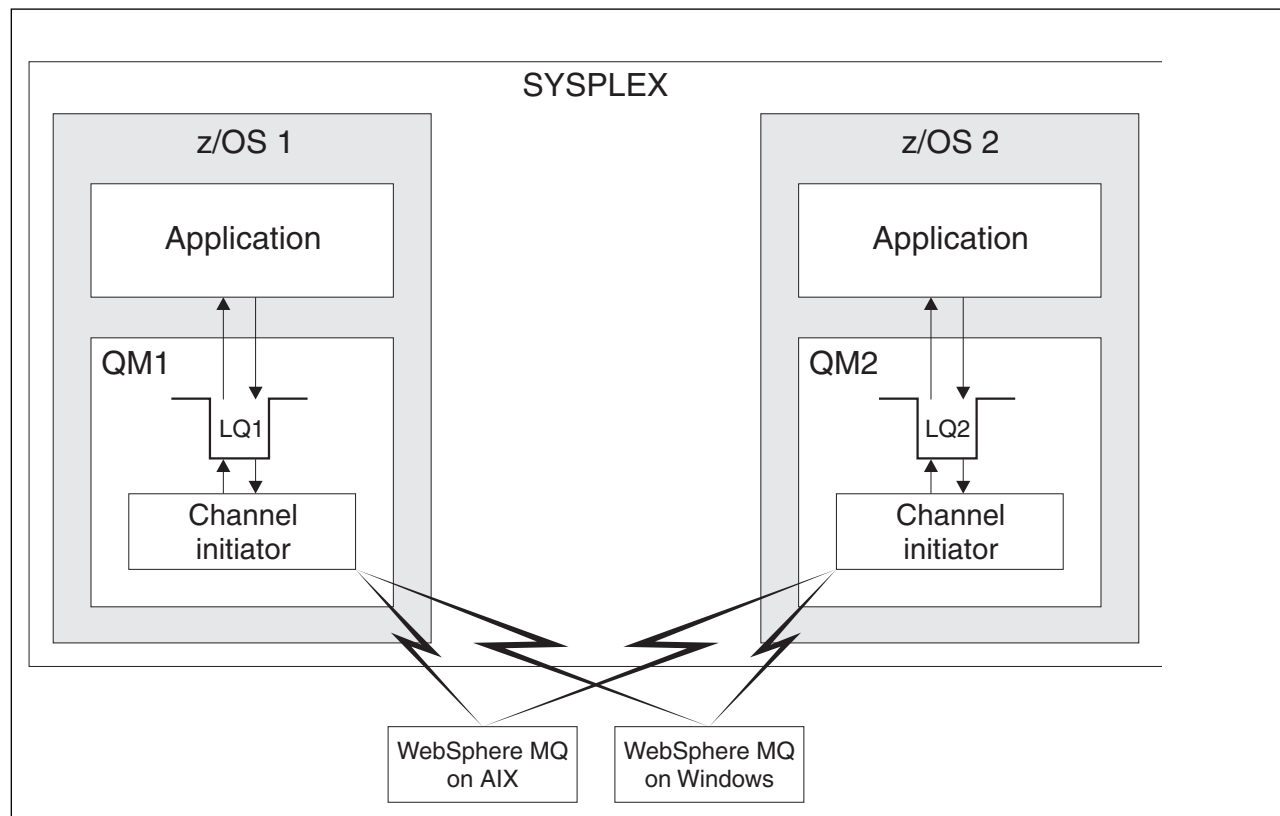 SYSPLEX
z/OS 1
Application
QM1
LQ1
Channel
initiator
z/OS 2
Application
QM2
LQ2
Channel
initiator
WebSphere MQ
on AIX
WebSphere MQ
on Windows